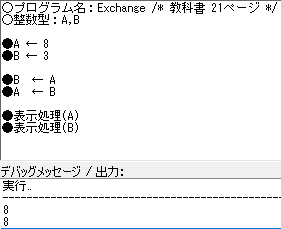 ○プログラム名:Exchange /* 教科書 21ページ */
○整数型:A,B
●A ← 8
●B ← 3
●B ← A
●A ← B
●表示処理(A)
●表示処理(B)
デバッグメッセージ / 出力:
実行..
----------------------------------------
8
8